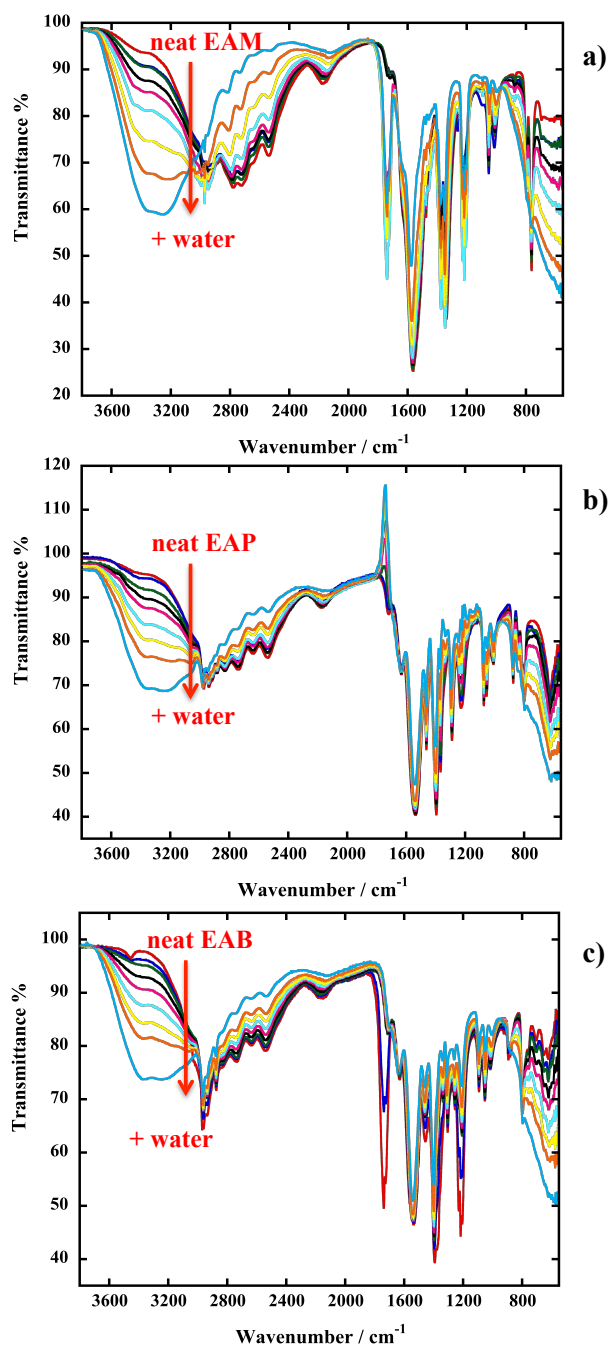 100
90
80
70
60
50
40
30
20
Transmittance %
neat EAM
+ water
a)
3600 3200 2800 2400 2000 1600 1200 800
Wavenumber / cm-1
120
110
100
90
80
70
60
50
40
Transmittance %
neat EAP
+ water
b)
3600 3200 2800 2400 2000 1600 1200 800
Wavenumber / cm-1
100
90
80
70
60
50
40
Transmittance %
neat EAB
+ water
c)
3600 3200 2800 2400 2000 1600 1200 800
Wavenumber / cm-1